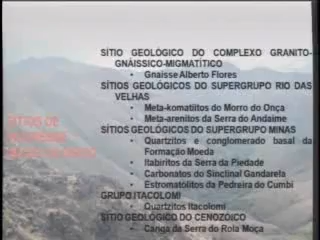 SÍTIO GEOLÓGICO DO COMPLEXO GRANITO-
GNÁISSICO-MIGMATÍTICO
• Gnaisse Alberto Flores
SÍTIOS GEOLÓGICOS DO SUPERGRUPO RIO DAS
VELHAS
• Meta-komatiítos do Morro do Onça
• Meta-arenitos da Serra do Andaime
SÍTIOS GEOLÓGICOS DO SUPERGRUPO MINAS
• Quartzitos e conglomerado basal da
Formação Moeda
• Itabiritos da Serra da Piedade
• Carbonatos do Sinclinal Gandarela
• Estromatólitos da Pedreira do Cumbi
GRUPO ITACOLOMI
• Quartzitos Itacolomi
SÍTIO GEOLÓGICO DO CENOZÓICO
• Canga da Serra do Rola Moça
SÍTIOS DE